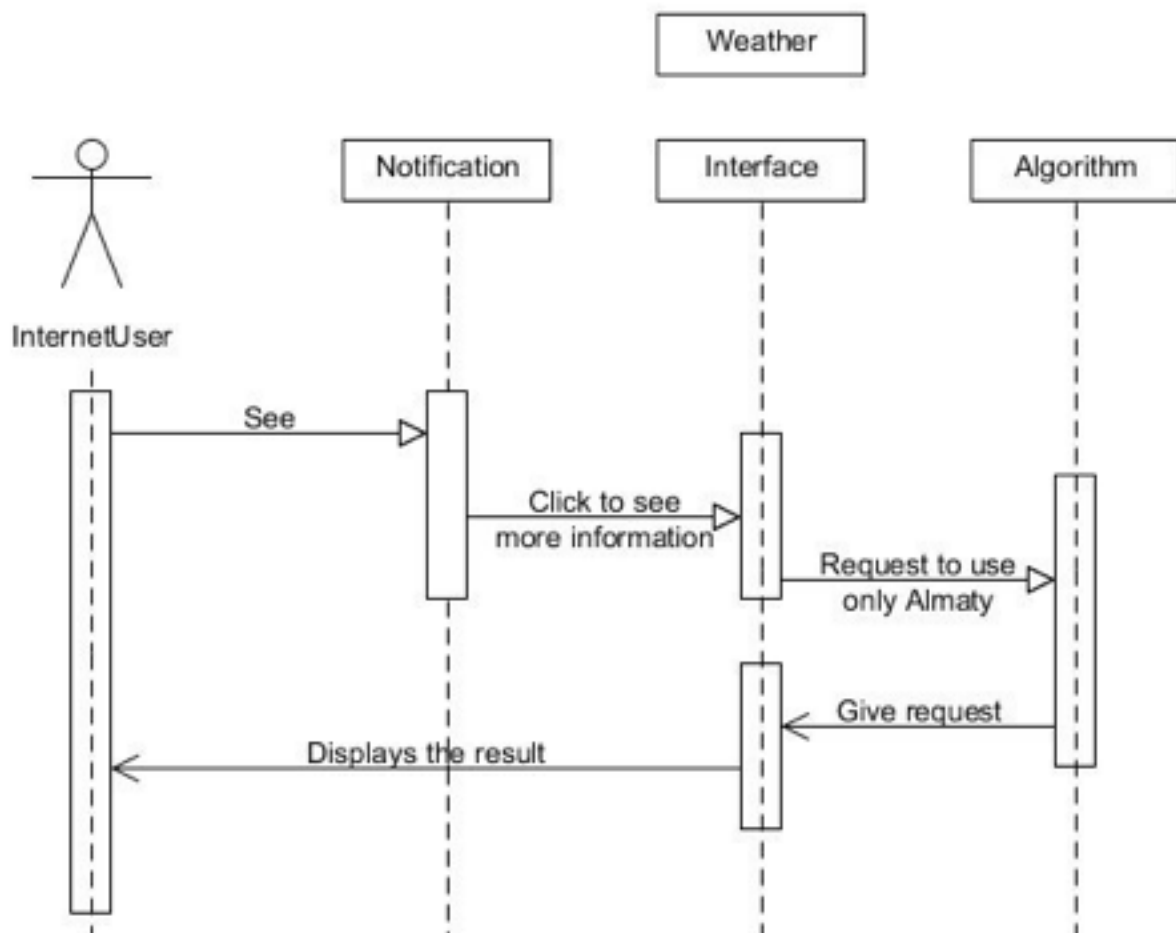 Weather
Notification
Interface
Algorithm
InternetUser
See
Click to see
more information
Request to use
only Almaty
Give request
Displays the result